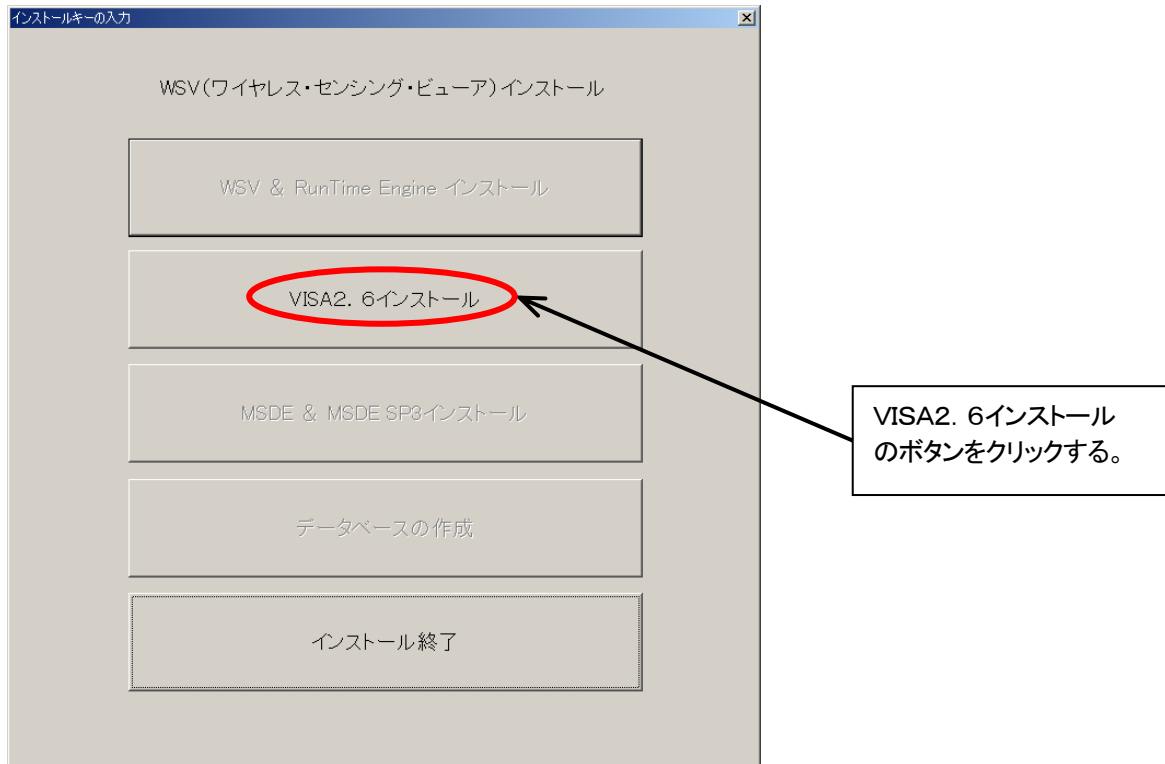 インストールキーの入力
WSV(ワイヤレス・センシング・ビューア)インストール
WSV & RunTime Engine インストール
VISA2．6インストール
MSDE & MSDE SP3インストール
データベースの作成
インストール終了
VISA2．6インストール
のボタンをクリックする。